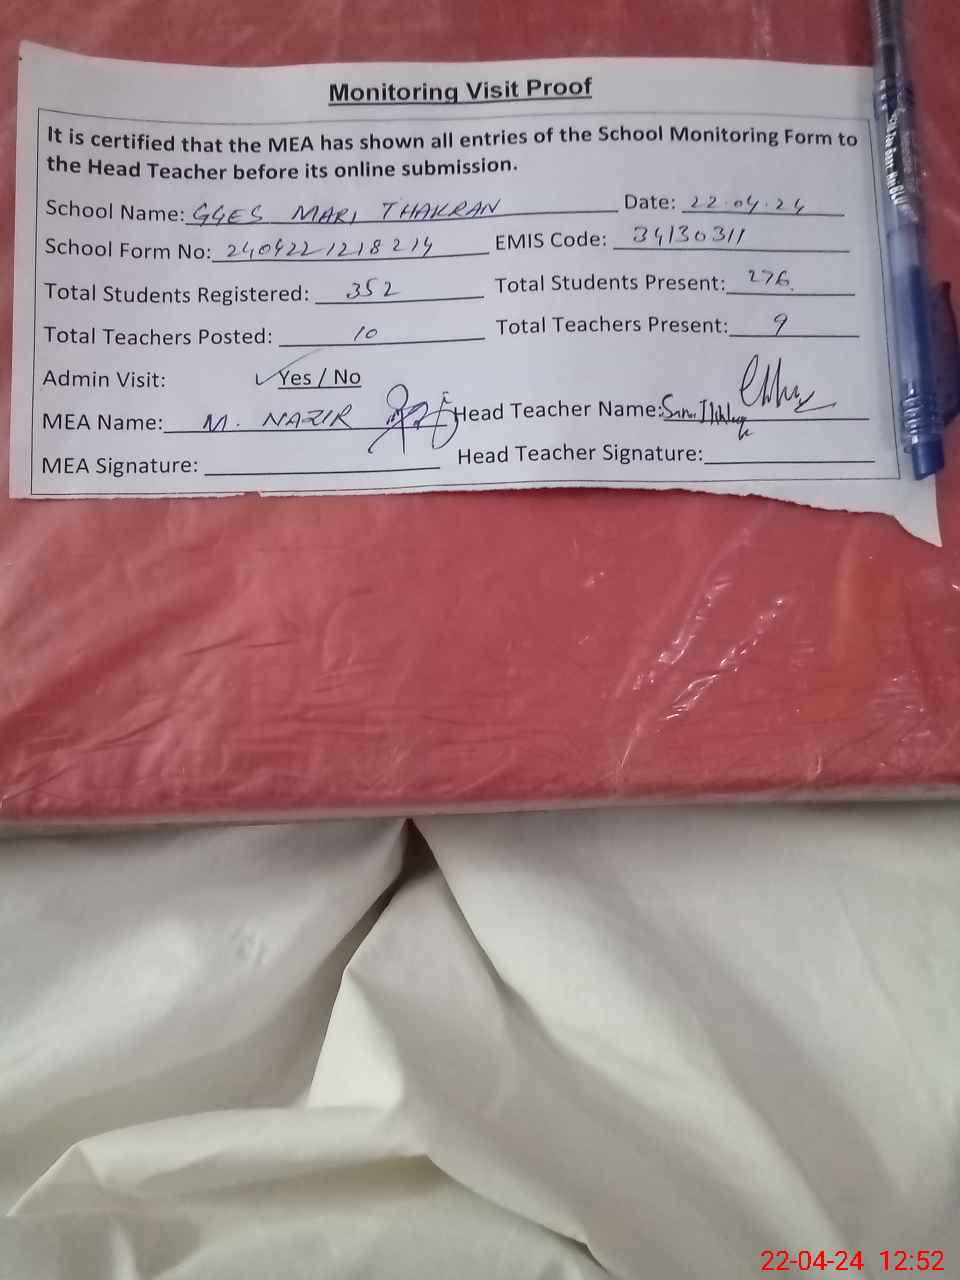 Monitoring Visit Proof
It is certified that the MEA has shown all entries of the School Monitoring Form to
the Head Teacher before its online submission.
School Name: GGES MARI THAKRAN Date: 22.04.24
School Form No: 2404221218214 EMIS Code: 34130311
Total Students Registered: 352 Total Students Present: 276
Total Teachers Posted: 10 Total Teachers Present: 9
Admin Visit: ✓Yes / No
MEA Name: M. NAZIR Head Teacher Name:
MEA Signature: Head Teacher Signature:
22-04-24 12:52